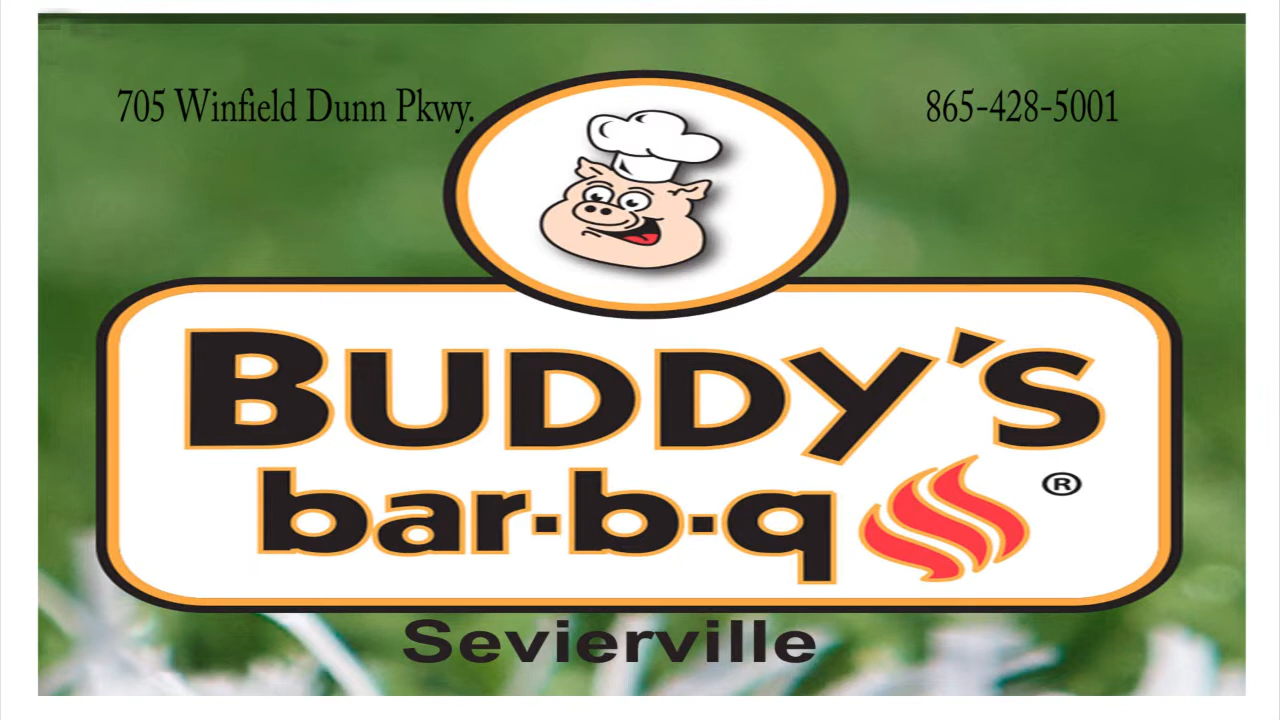 705 Winfield Dunn Pkwy.
865-428-5001
BUDDY'S
bar·b·q ®
Sevierville